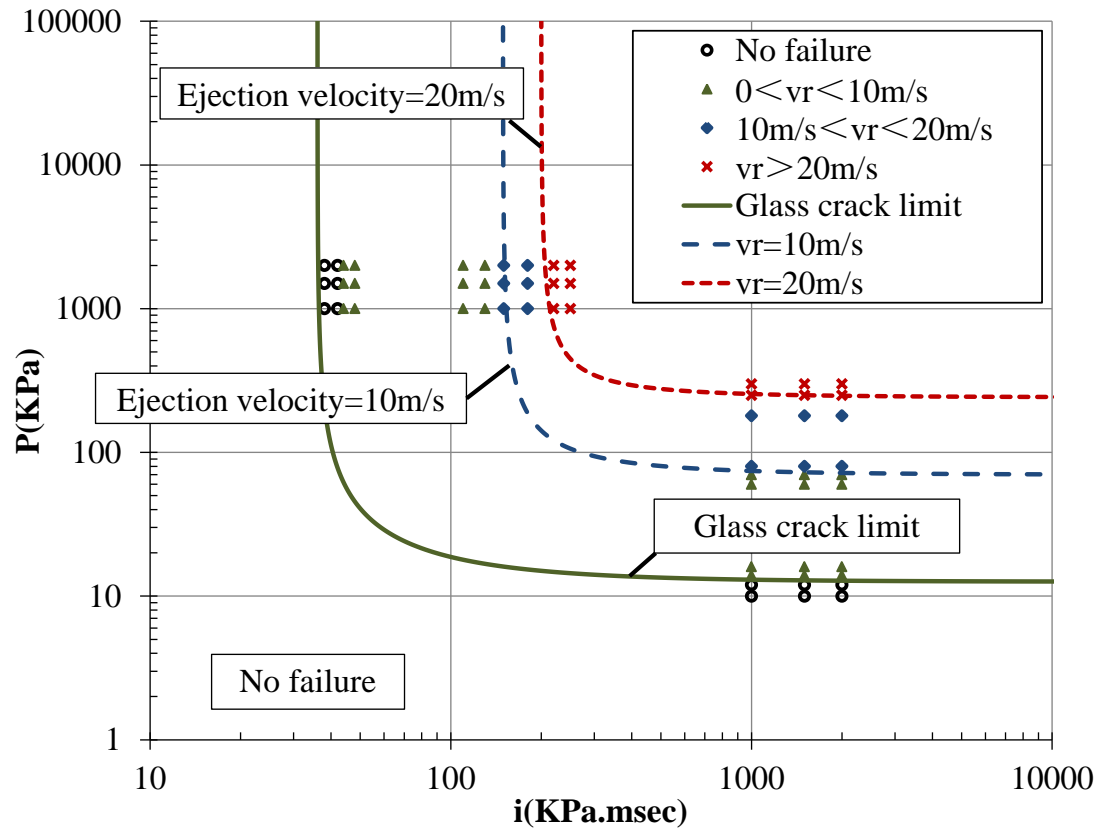 100000
10000
1000
100
10
1
P(KPa)
Ejection velocity=20m/s
No failure
0<vr<10m/s
10m/s<vr<20m/s
vr>20m/s
Glass crack limit
vr=10m/s
vr=20m/s
Ejection velocity=10m/s
Glass crack limit
No failure
10
100
1000
10000
i(KPa.msec)